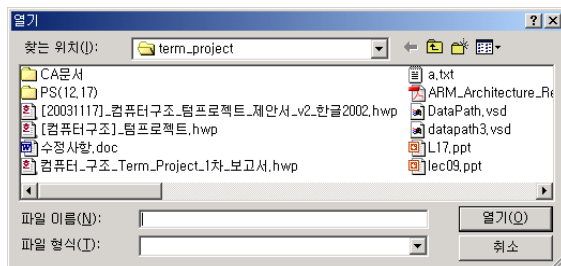 열기
찾는 위치(I):
term_project
CA문서
PS(12,17)
[20031117]_컴퓨터구조_텀프로젝트_제안서_v2_한글2002.hwp
[컴퓨터구조]_텀프로젝트.hwp
수정사항.doc
컴퓨터_구조_Term_Project_1차_보고서.hwp
a.txt
ARM_Architecture_Re
DataPath.vsd
datapath3.vsd
L17.ppt
lec09.ppt
파일 이름(N):
열기(O)
파일 형식(T):
취소